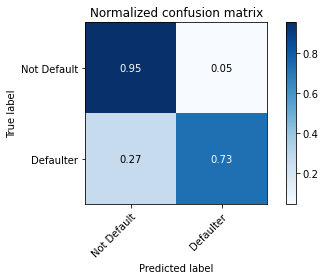 Normalized confusion matrix
True label
Not Default
0.95
0.05
Defaulter
0.27
0.73
Not Default
Defaulter
Predicted label
0.8
0.6
0.4
0.2